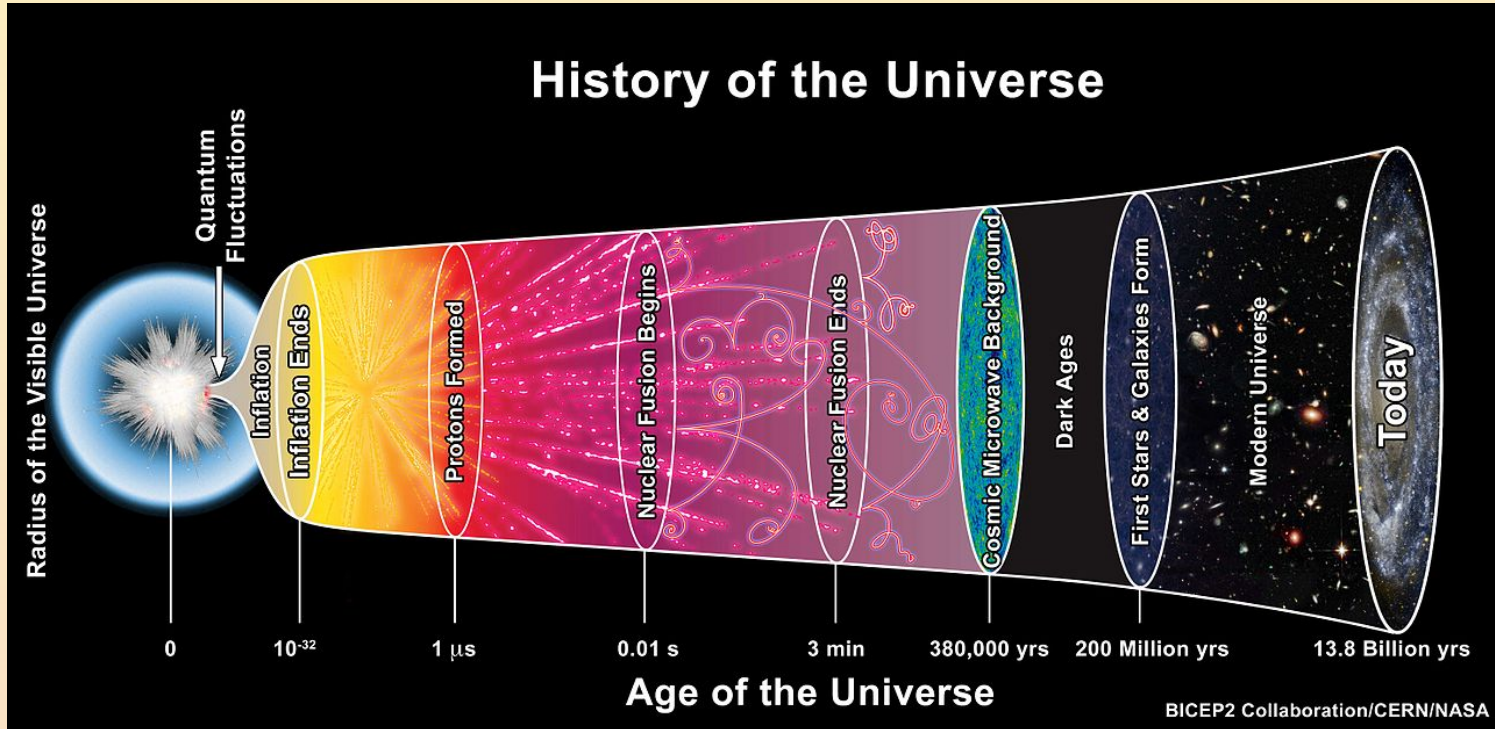 History of the Universe
Radius of the Visible Universe
Quantum
Fluctuations
Inflation
Inflation Ends
Protons Formed
Nuclear Fusion Begins
Nuclear Fusion Ends
Cosmic Microwave Background
Dark Ages
First Stars & Galaxies Form
Modern Universe
Today
0
10⁻³²
1 μs
0.01 s
3 min
380,000 yrs
200 Million yrs
13.8 Billion yrs
Age of the Universe
BICEP2 Collaboration/CERN/NASA